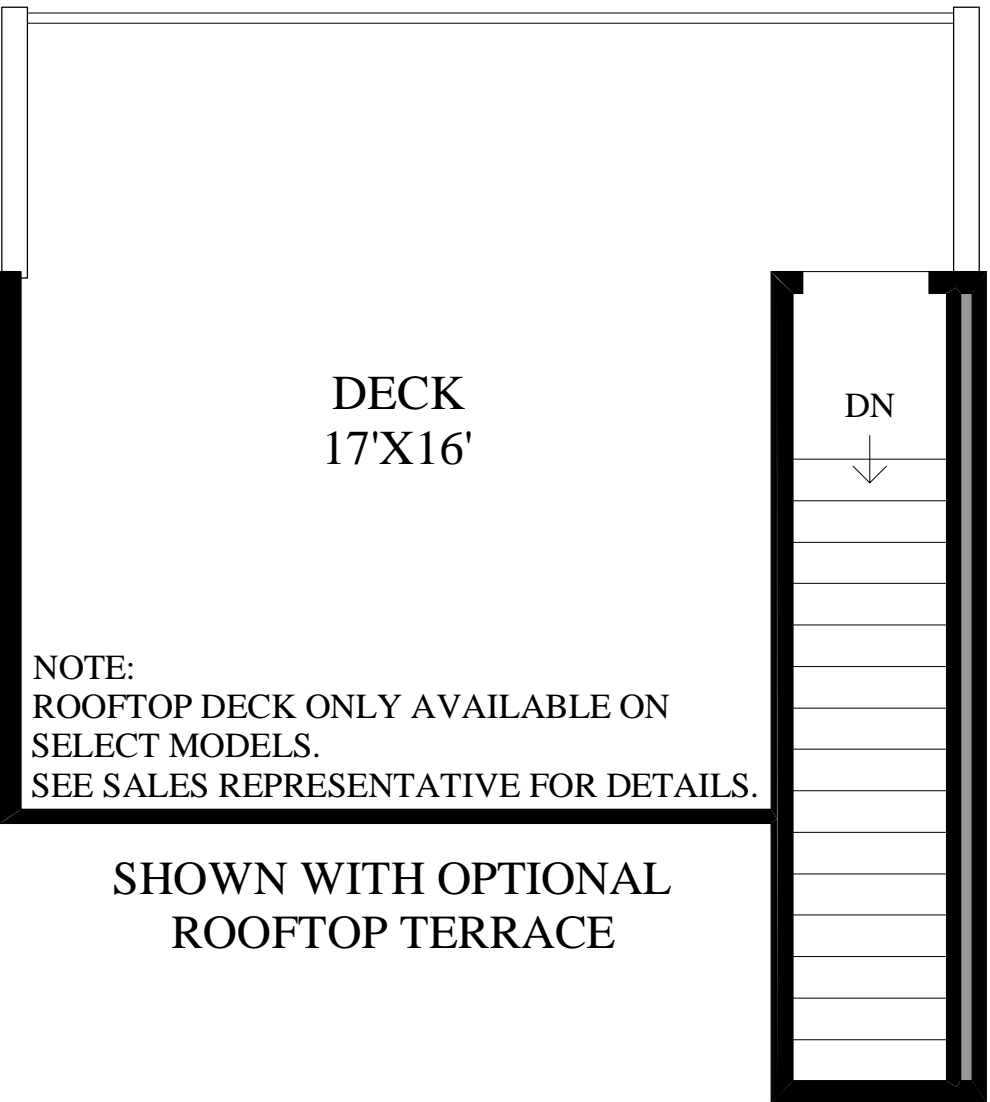 DECK
17'X16'
DN
NOTE:
ROOFTOP DECK ONLY AVAILABLE ON
SELECT MODELS.
SEE SALES REPRESENTATIVE FOR DETAILS.
SHOWN WITH OPTIONAL
ROOFTOP TERRACE